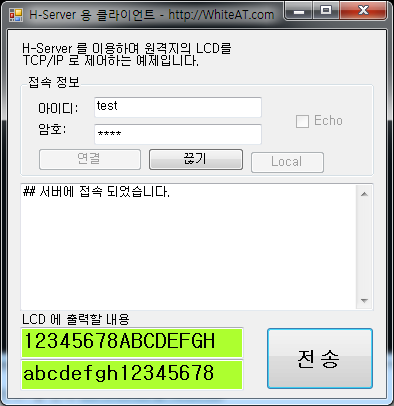 H-Server 용 클라이언트 - http://WhiteAT.com
H-Server 를 이용하여 원격지의 LCD를
TCP/IP 로 제어하는 예제입니다.
접속 정보
아이디:
test
암호:
****
Echo
연결
끊기
Local
## 서버에 접속 되었습니다.
LCD 에 출력할 내용
12345678ABCDEFGH
abcdefgh12345678
전 송